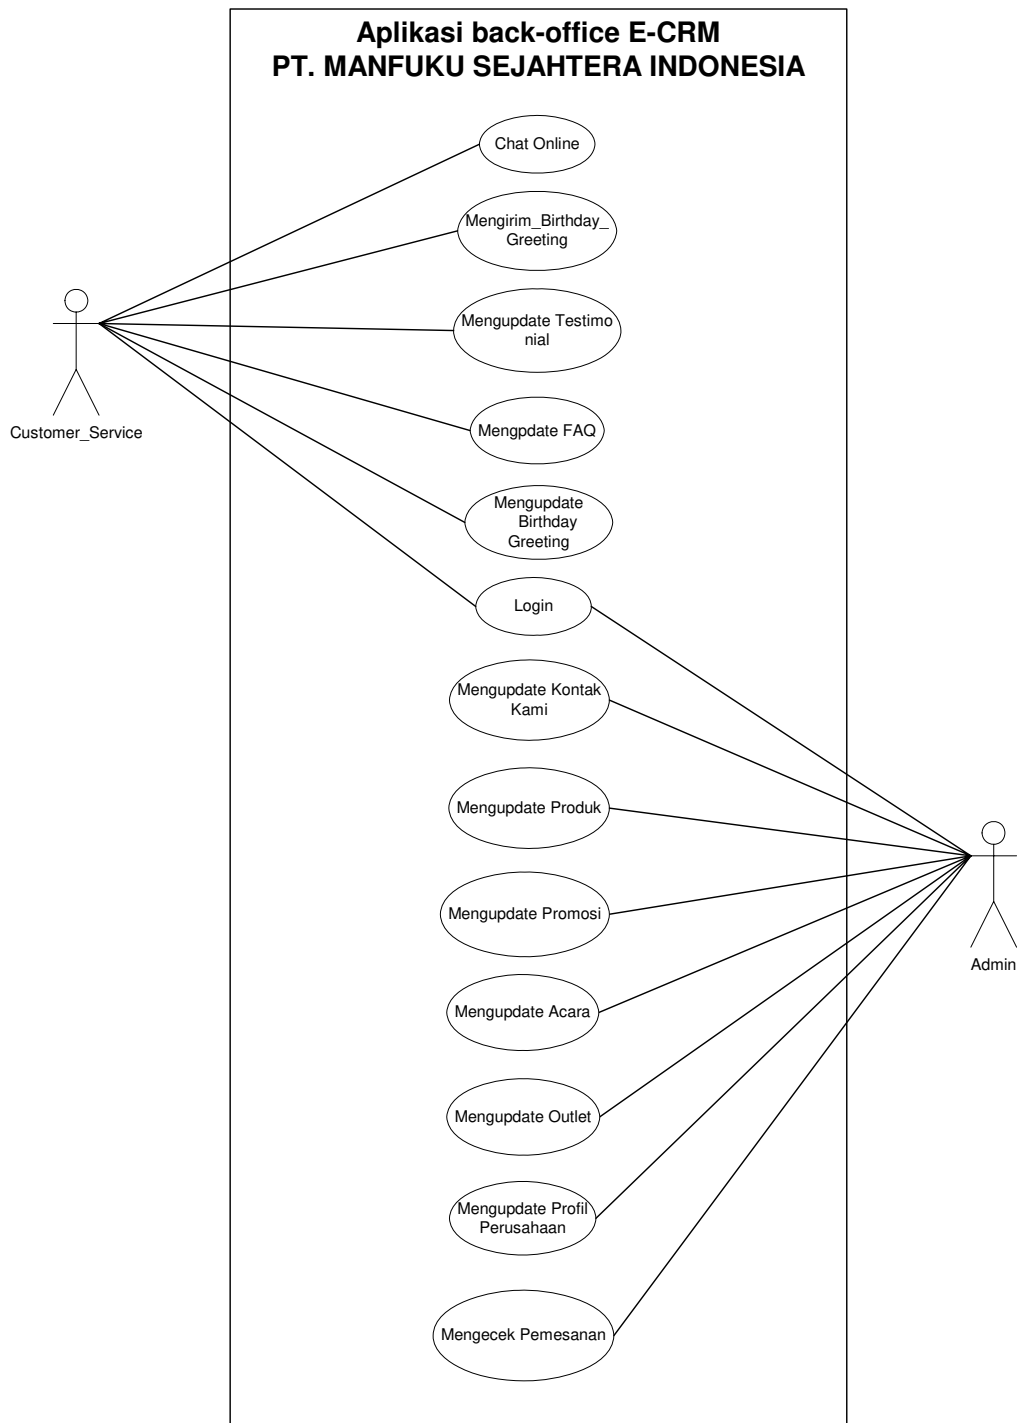 Aplikasi back-office E-CRM
PT. MANFUKU SEJAHTERA INDONESIA
Chat Online
Mengirim_Birthday_
Greeting
Mengupdate Testimo
nial
Customer_Service
Mengpdate FAQ
Mengupdate
Birthday
Greeting
Login
Mengupdate Kontak
Kami
Mengupdate Produk
Mengupdate Promosi
Admin
Mengupdate Acara
Mengupdate Outlet
Mengupdate Profil
Perusahaan
Mengecek Pemesanan